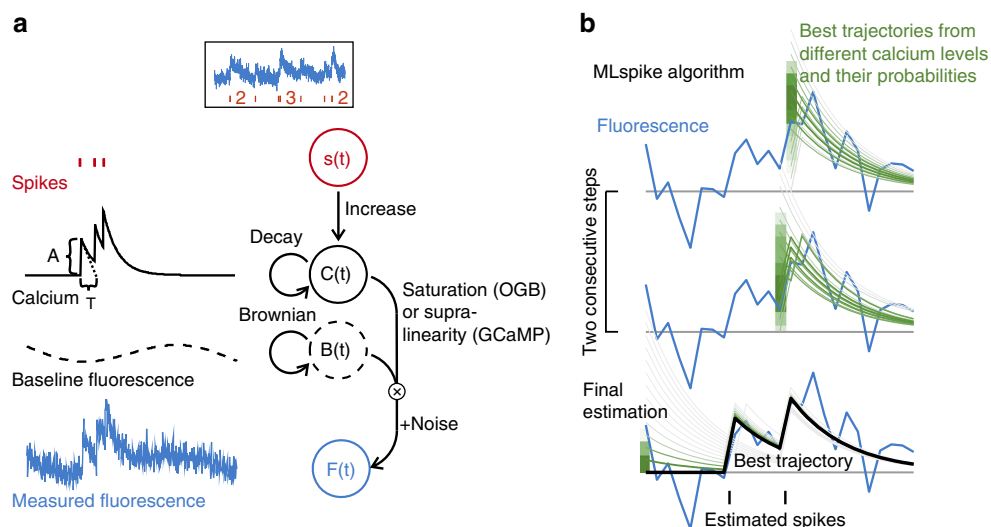 a
2 3 2
Spikes
A
Calcium
T
Baseline fluorescence
Measured fluorescence
s(t)
Increase
Decay
C(t)
Saturation (OGB)
or supra-
linearity (GCaMP)
Brownian
B(t)
×
+Noise
F(t)
b
Best trajectories from
different calcium levels
and their probabilities
MLspike algorithm
Fluorescence
Two consecutive steps
Final
estimation
Best trajectory
Estimated spikes